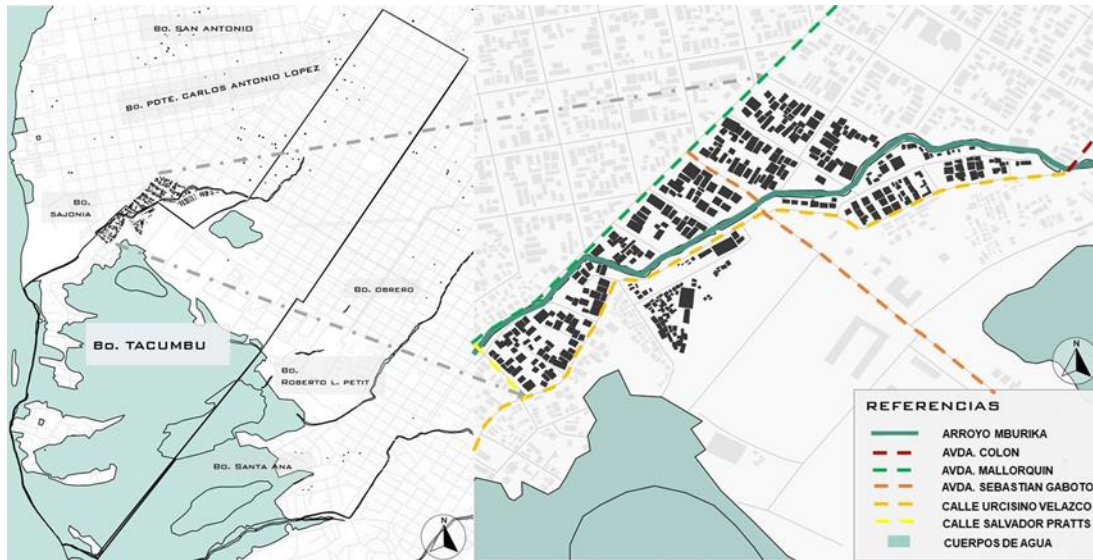 Bo. SAN ANTONIO
Bo. PDTE. CARLOS ANTONIO LOPEZ
Bo.
SAJONIA
Bo. OBRERO
Bo. TACUMBU
Bo.
ROBERTO L. PETIT
Bo. SANTA ANA
N
N
REFERENCIAS
ARROYO MBURIKA
AVDA. COLON
AVDA. MALLORQUIN
AVDA. SEBASTIAN GABOTO
CALLE URCISINO VELAZCO
CALLE SALVADOR PRATTS
CUERPOS DE AGUA